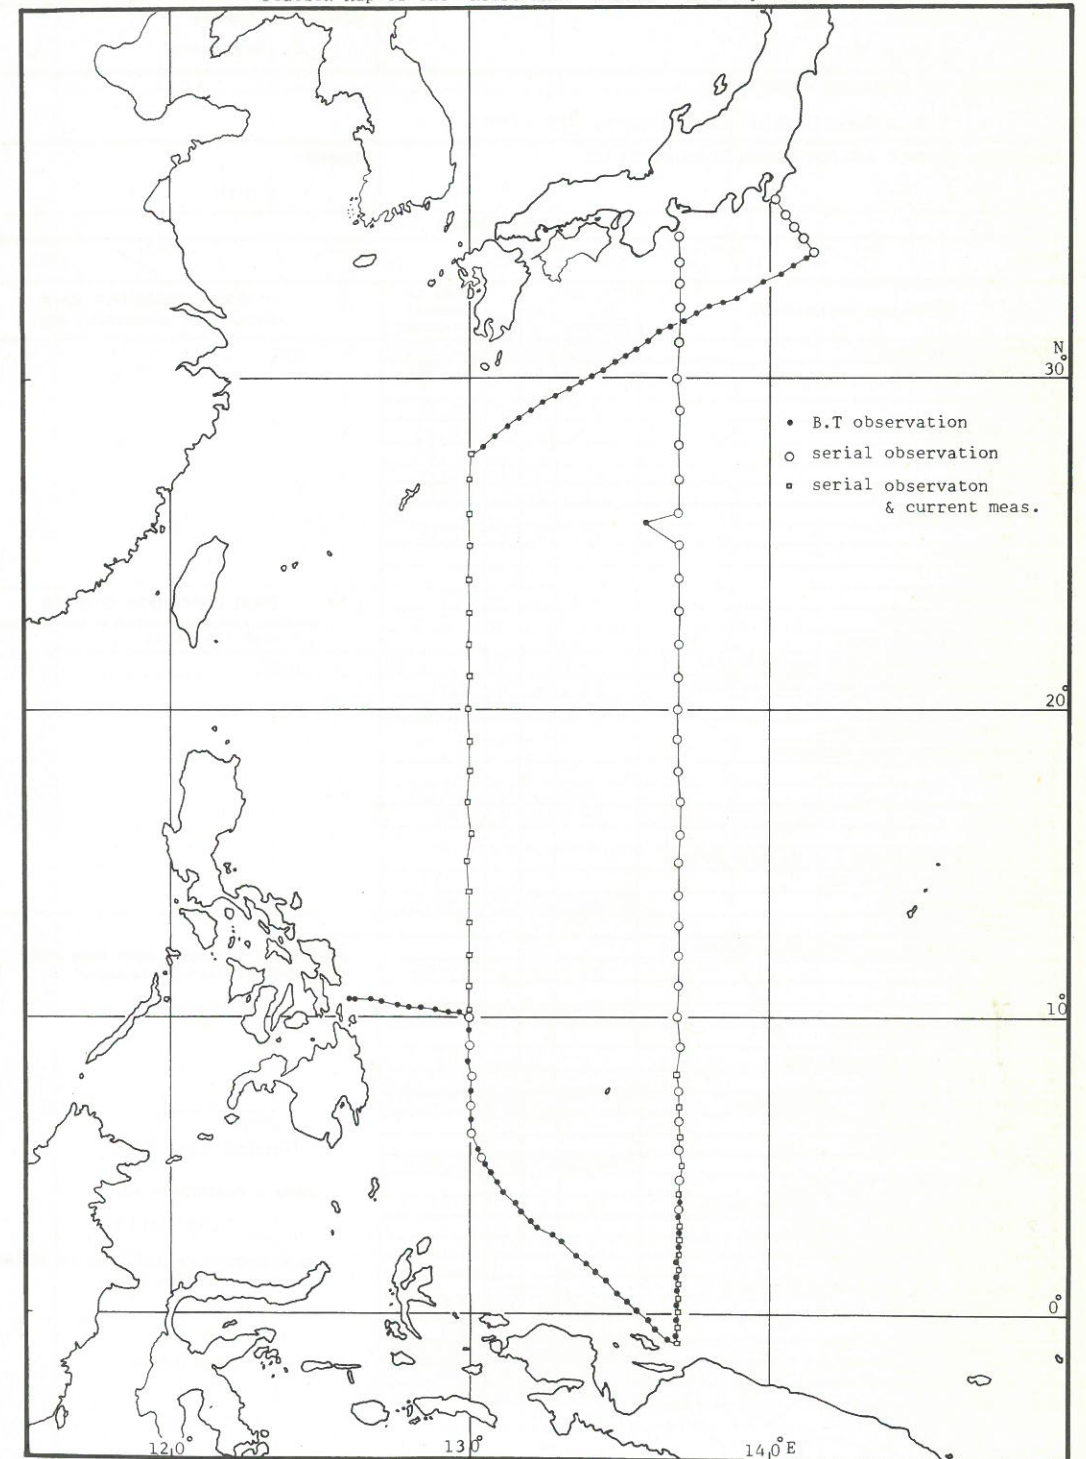 N
30°
• B.T observation
○ serial observation
□ serial observaton
& current meas.
20°
10°
0°
120°
130°
140°E